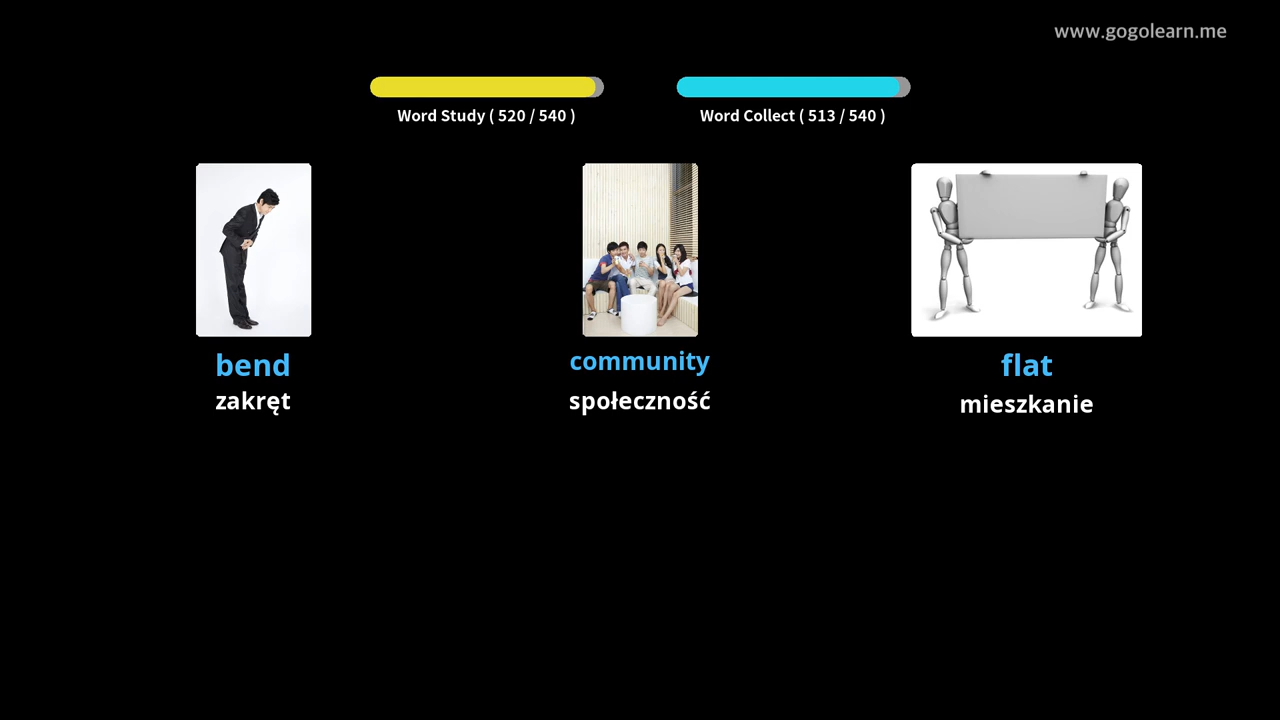 www.gogolearn.me
Word Study ( 520 / 540 )
Word Collect ( 513 / 540 )
bend
zakręt
community
społeczność
flat
mieszkanie